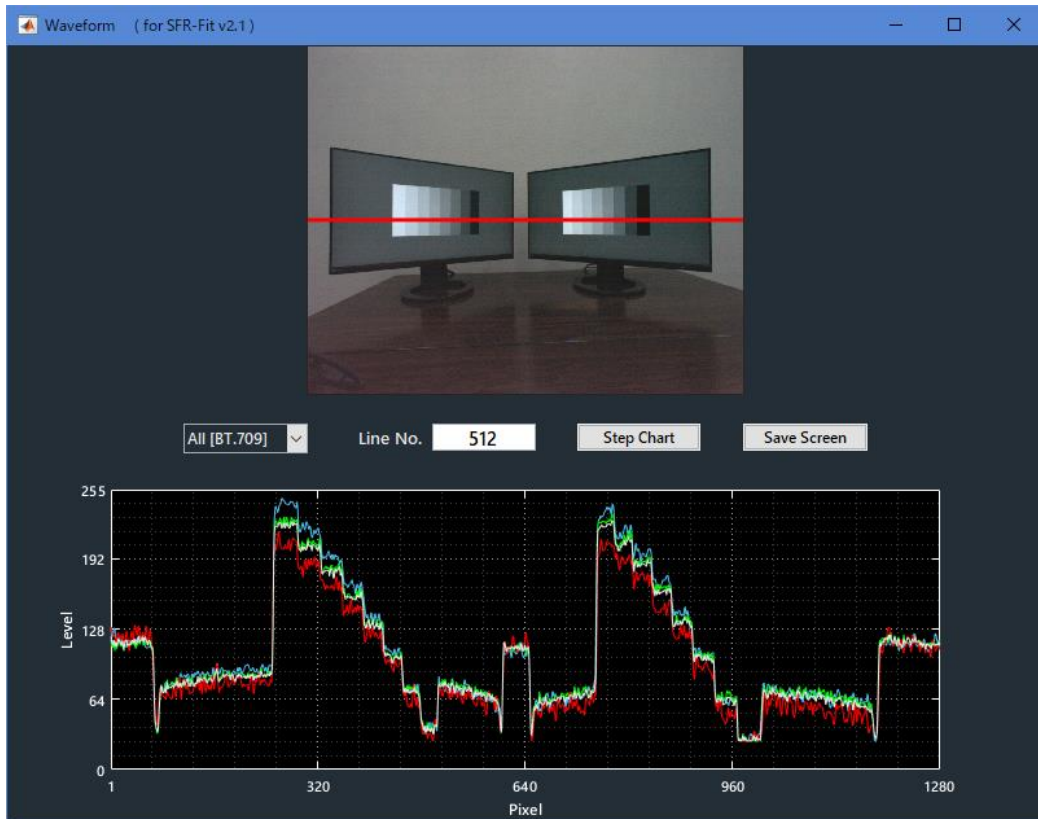 Waveform ( for SFR-Fit v2.1 )
All [BT.709]
Line No.
512
Step Chart
Save Screen
255
192
128
64
0
Level
1
320
640
960
1280
Pixel